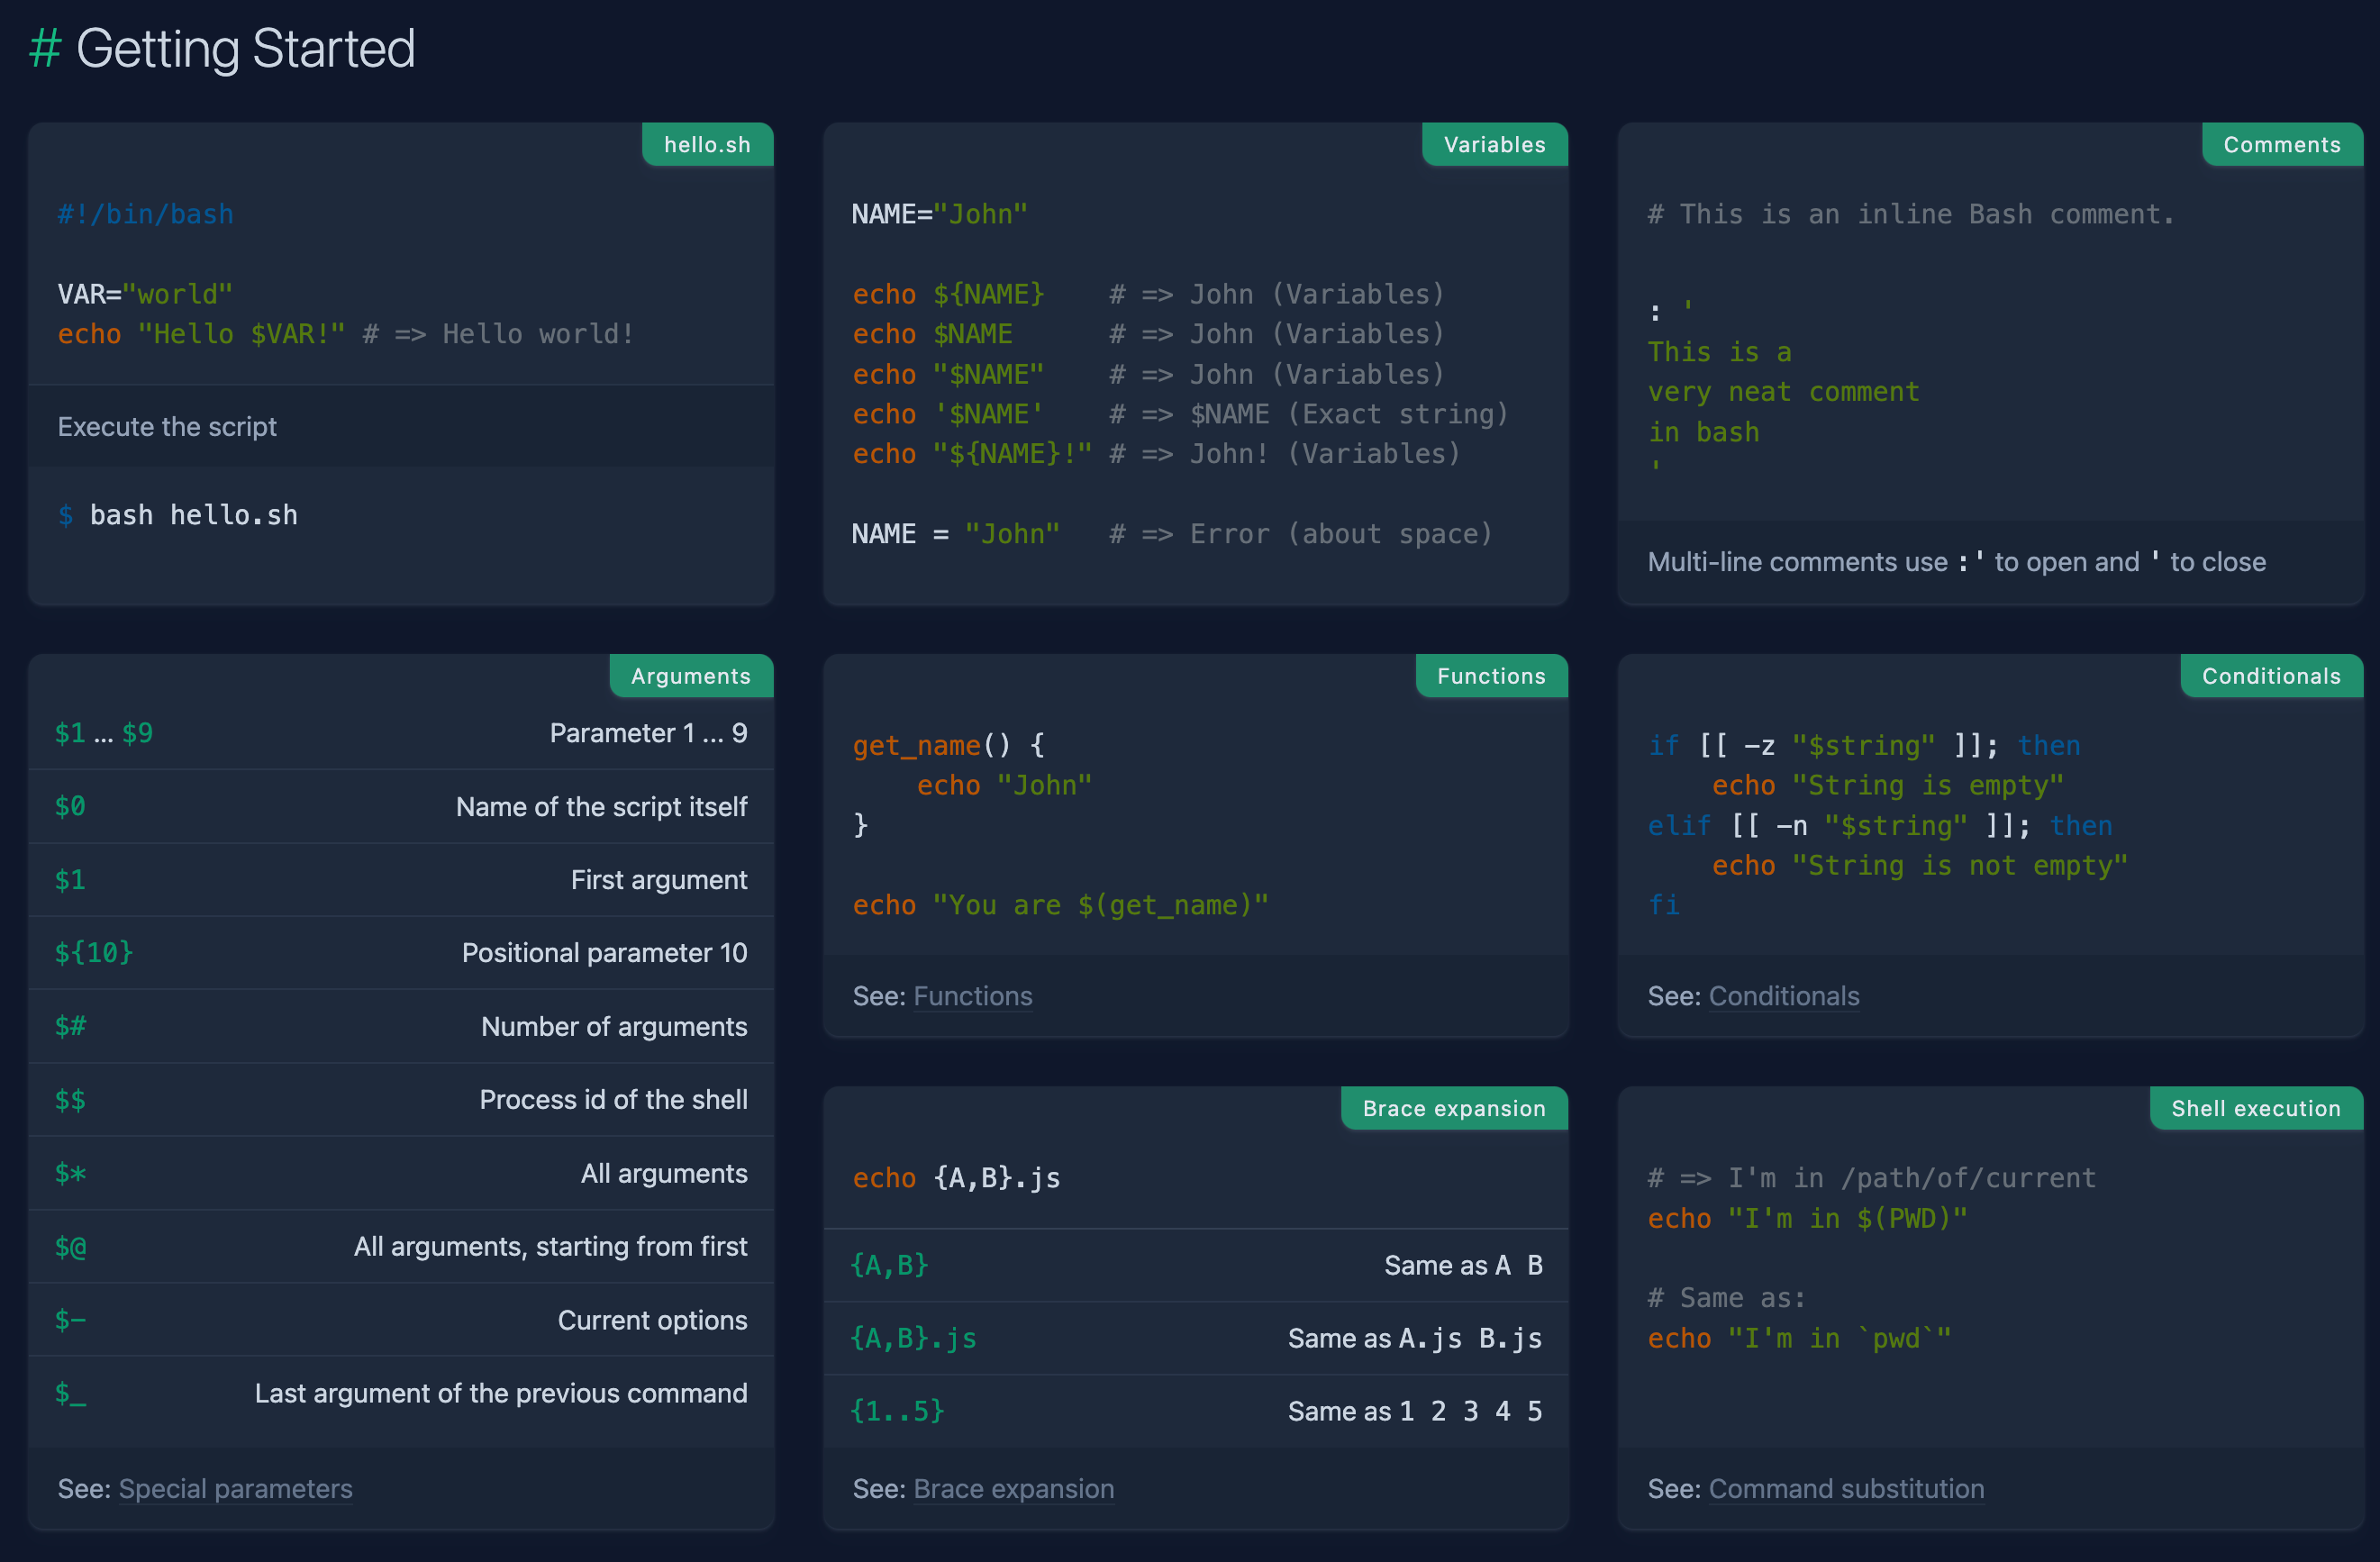 # Getting Started
hello.sh
#!/bin/bash
VAR="world"
echo "Hello $VAR!" # => Hello world!
Execute the script
$ bash hello.sh
Variables
NAME="John"
echo ${NAME}    # => John (Variables)
echo $NAME      # => John (Variables)
echo "$NAME"    # => John (Variables)
echo '$NAME'    # => $NAME (Exact string)
echo "${NAME}!" # => John! (Variables)
NAME = "John"   # => Error (about space)
Comments
# This is an inline Bash comment.
: '
This is a
very neat comment
in bash
'
Multi-line comments use :' to open and ' to close
Arguments
$1 ... $9 Parameter 1 ... 9
$0 Name of the script itself
$1 First argument
${10} Positional parameter 10
$# Number of arguments
$$ Process id of the shell
$* All arguments
$@ All arguments, starting from first
$- Current options
$_ Last argument of the previous command
See: Special parameters
Functions
get_name() {
    echo "John"
}
echo "You are $(get_name)"
See: Functions
Conditionals
if [[ -z "$string" ]]; then
    echo "String is empty"
elif [[ -n "$string" ]]; then
    echo "String is not empty"
fi
See: Conditionals
Brace expansion
echo {A,B}.js
{A,B} Same as A B
{A,B}.js Same as A.js B.js
{1..5} Same as 1 2 3 4 5
See: Brace expansion
Shell execution
# => I'm in /path/of/current
echo "I'm in $(PWD)"
# Same as:
echo "I'm in `pwd`"
See: Command substitution